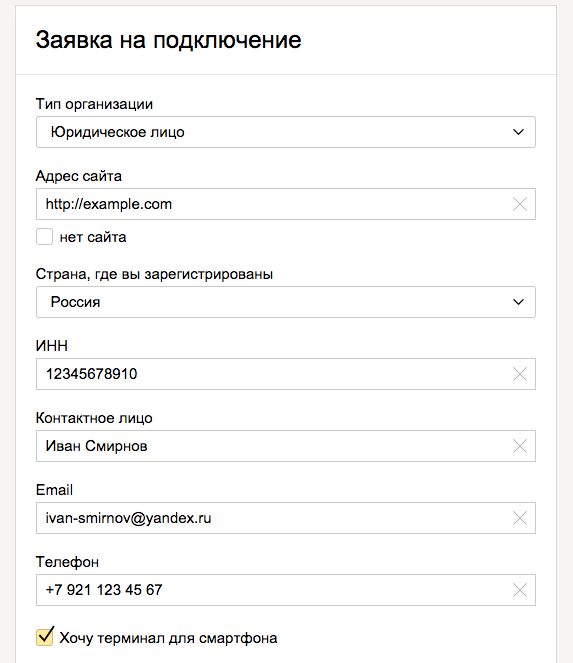 Заявка на подключение
Тип организации
Юридическое лицо
Адрес сайта
http://example.com
нет сайта
Страна, где вы зарегистрированы
Россия
ИНН
12345678910
Контактное лицо
Иван Смирнов
Email
ivan-smirnov@yandex.ru
Телефон
+7 921 123 45 67
Хочу терминал для смартфона